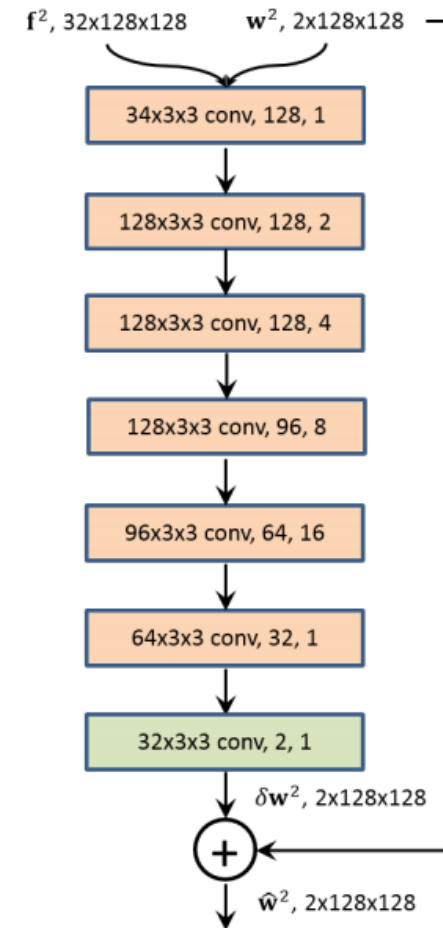 f², 32x128x128 w², 2x128x128
34x3x3 conv, 128, 1
128x3x3 conv, 128, 2
128x3x3 conv, 128, 4
128x3x3 conv, 96, 8
96x3x3 conv, 64, 16
64x3x3 conv, 32, 1
32x3x3 conv, 2, 1
δw², 2x128x128
+
ŵ², 2x128x128